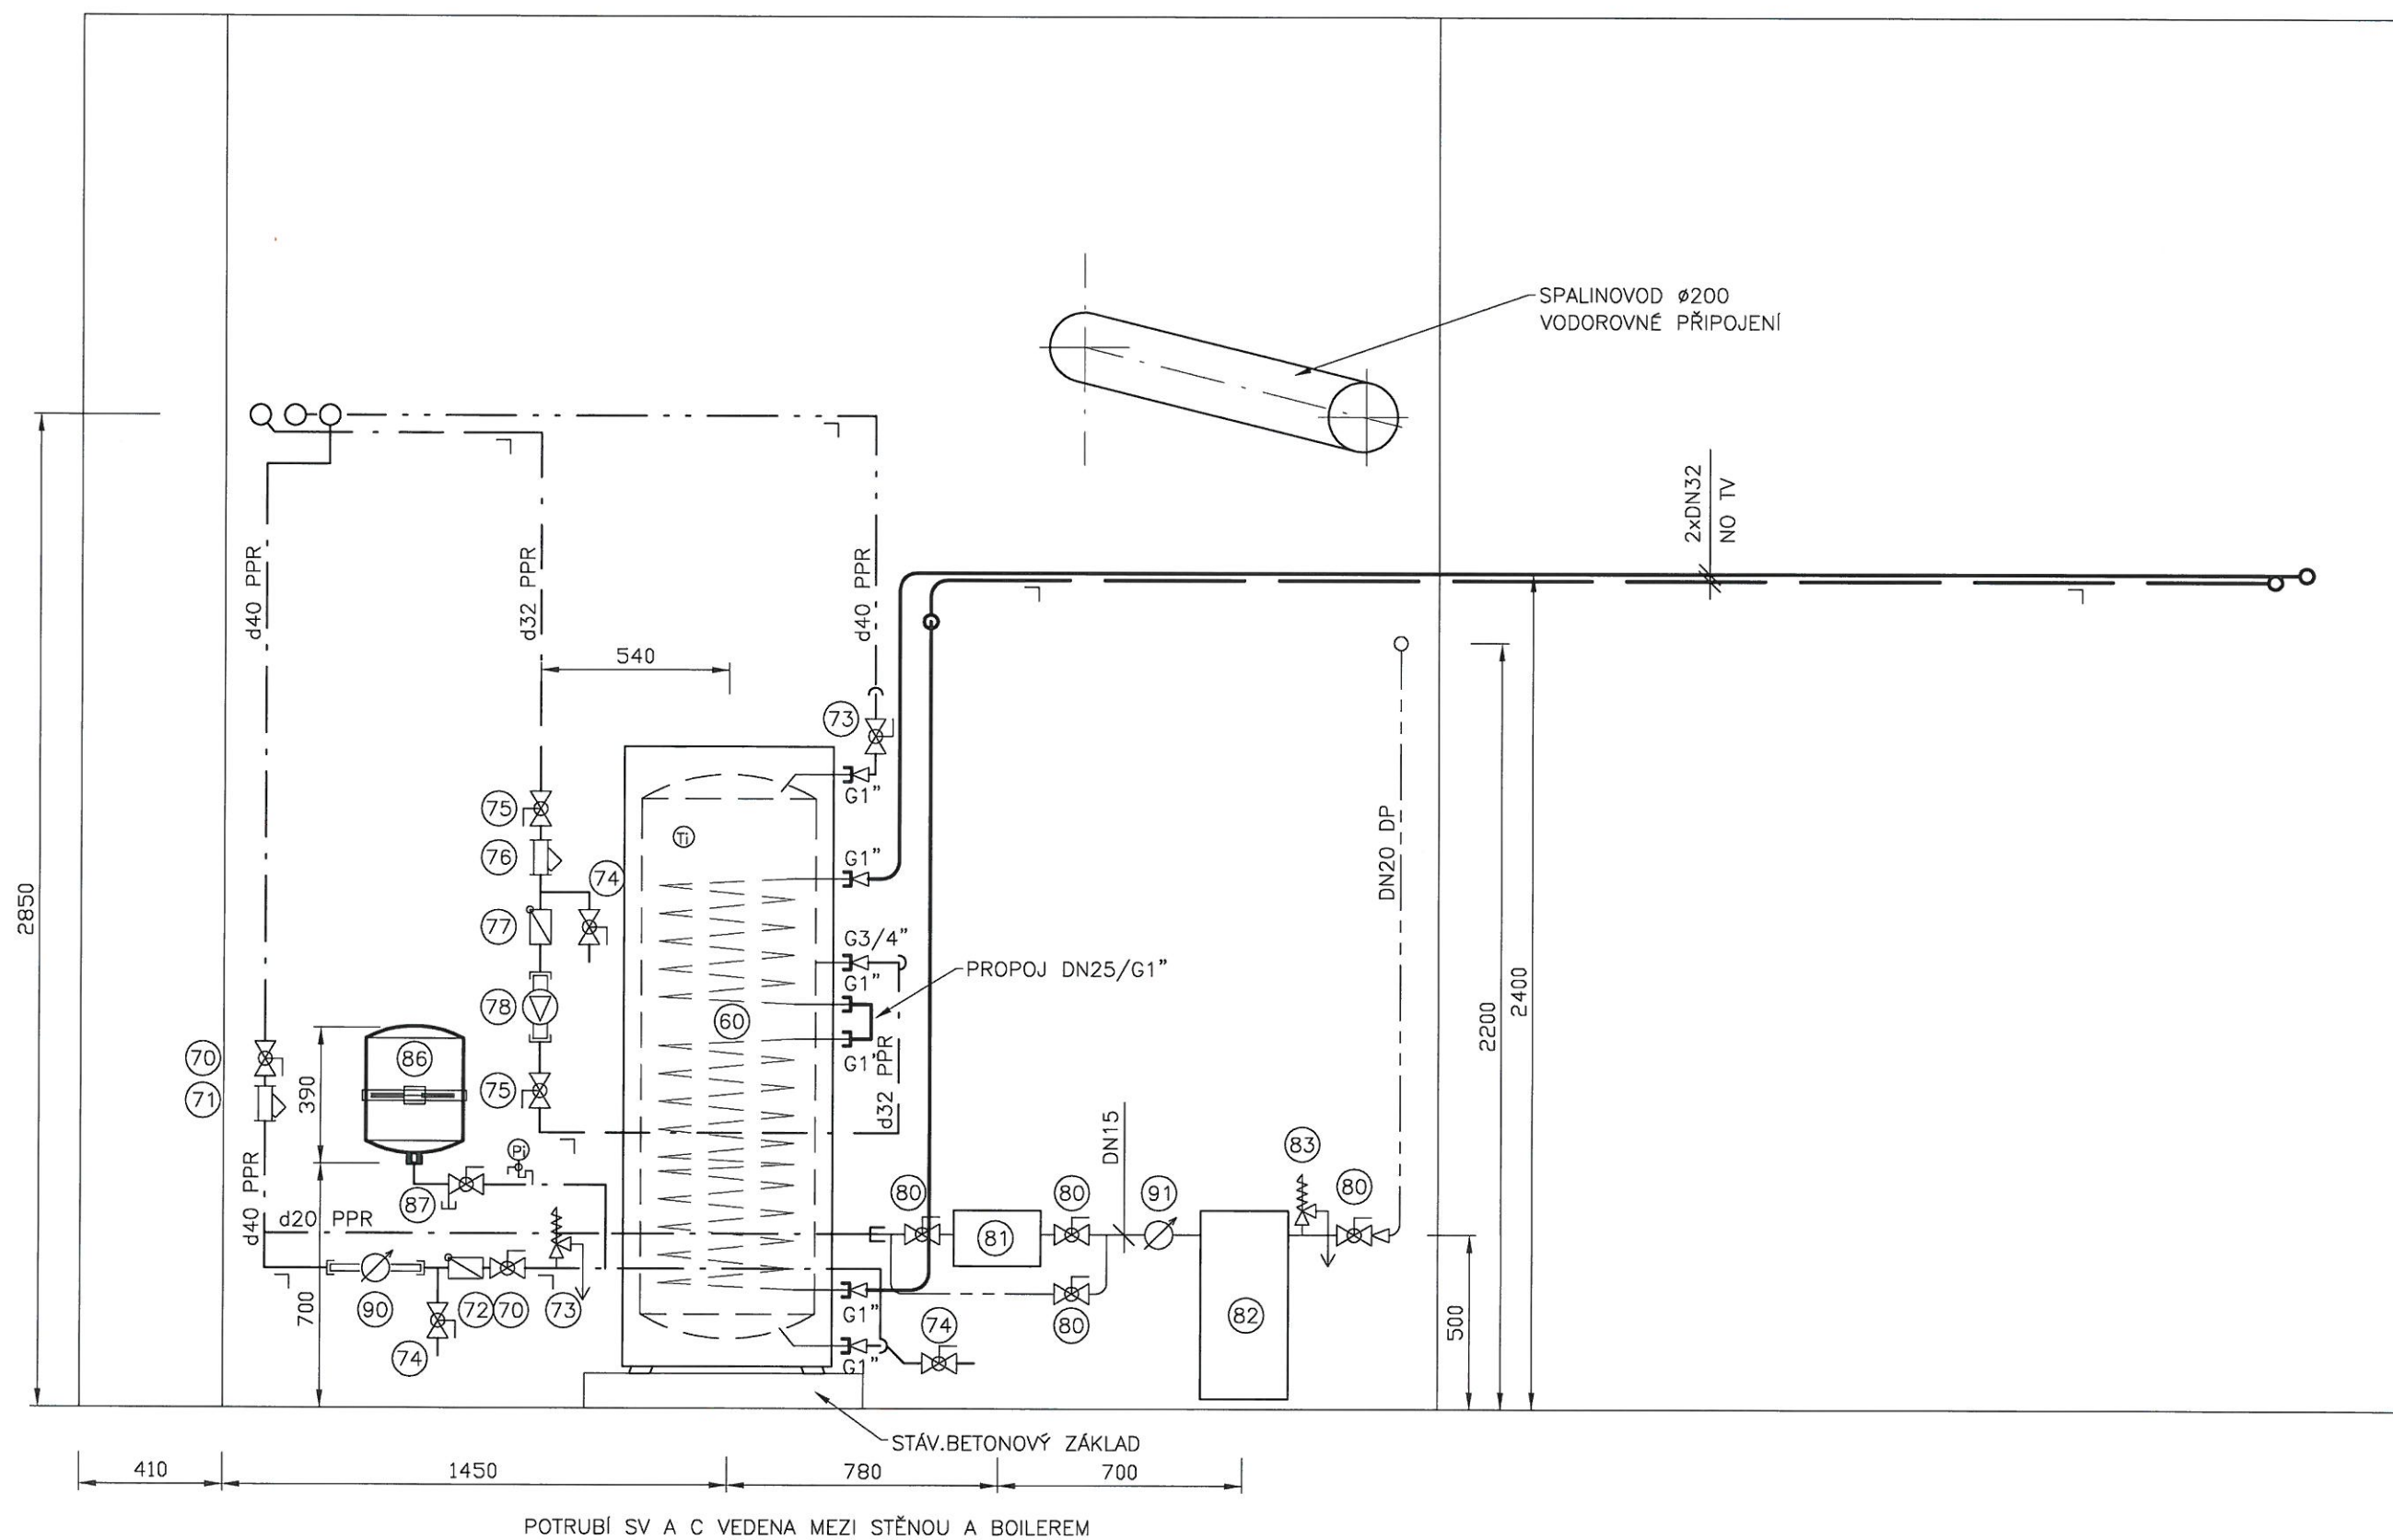 SPALINOVOD ø200
VODOROVNÉ PŘIPOJENÍ
2xDN32
NO TV
d40 PPR
d32 PPR
d40 PPR
540
73
G1"
75
Ti
76
G1"
74
DN20 DP
2850
77
G3/4"
G1"
PROPOJ DN25/G1"
2400
2200
78
60
70
86
G1"
71
390
75
d32 PPR
DN15
83
Pi
d40 PPR
87
80
80
91
80
d20 PPR
81
90
72
70
73
G1"
74
80
82
500
700
74
G1"
STÁV.BETONOVÝ ZÁKLAD
410
1450
780
700
POTRUBÍ SV A C VEDENA MEZI STĚNOU A BOILEREM